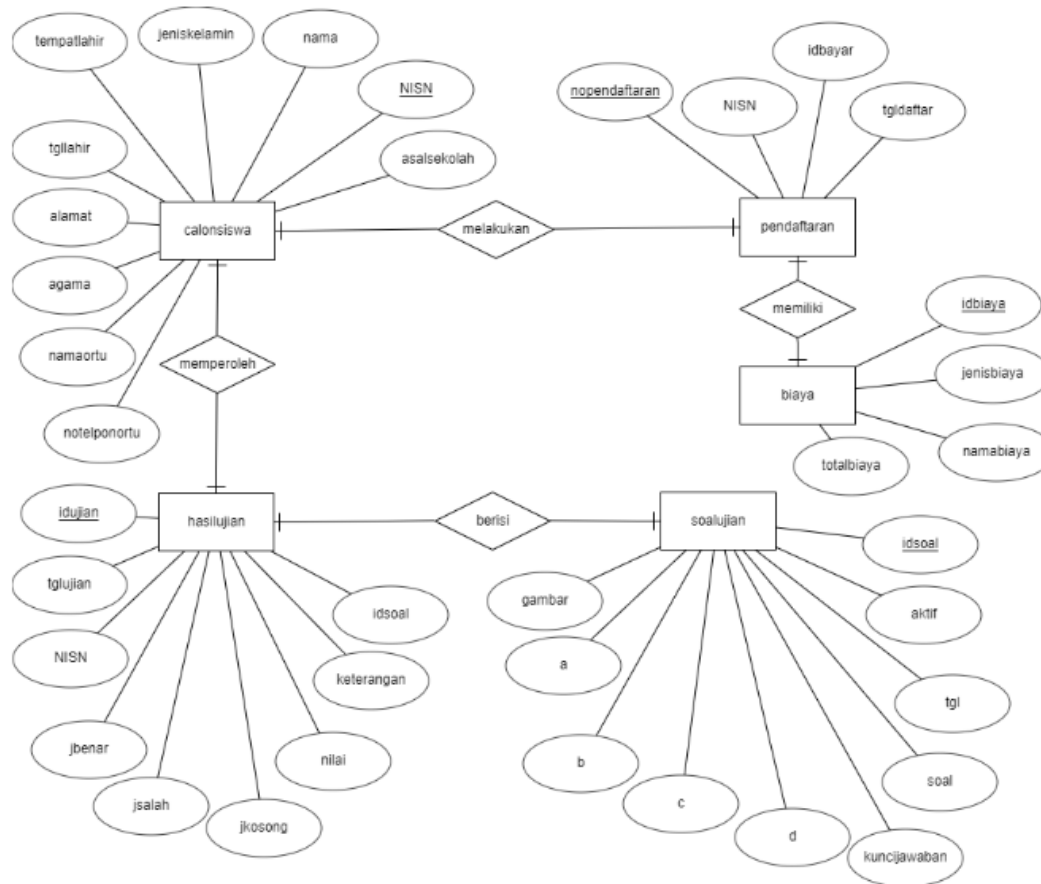 tempatlahir
jeniskelamin
nama
NISN
asalsekolah
tgllahir
alamat
agama
namaortu
notelponortu
calonsiswa
melakukan
nopendaftaran
NISN
idbayar
tgldaftar
pendaftaran
memiliki
biaya
idbiaya
jenisbiaya
namabiaya
totalbiaya
memperoleh
hasilujian
idujian
tglujian
NISN
jbenar
jsalah
jkosong
nilai
keterangan
idsoal
berisi
soalujian
gambar
a
b
c
d
kuncijawaban
soal
tgl
aktif
idsoal